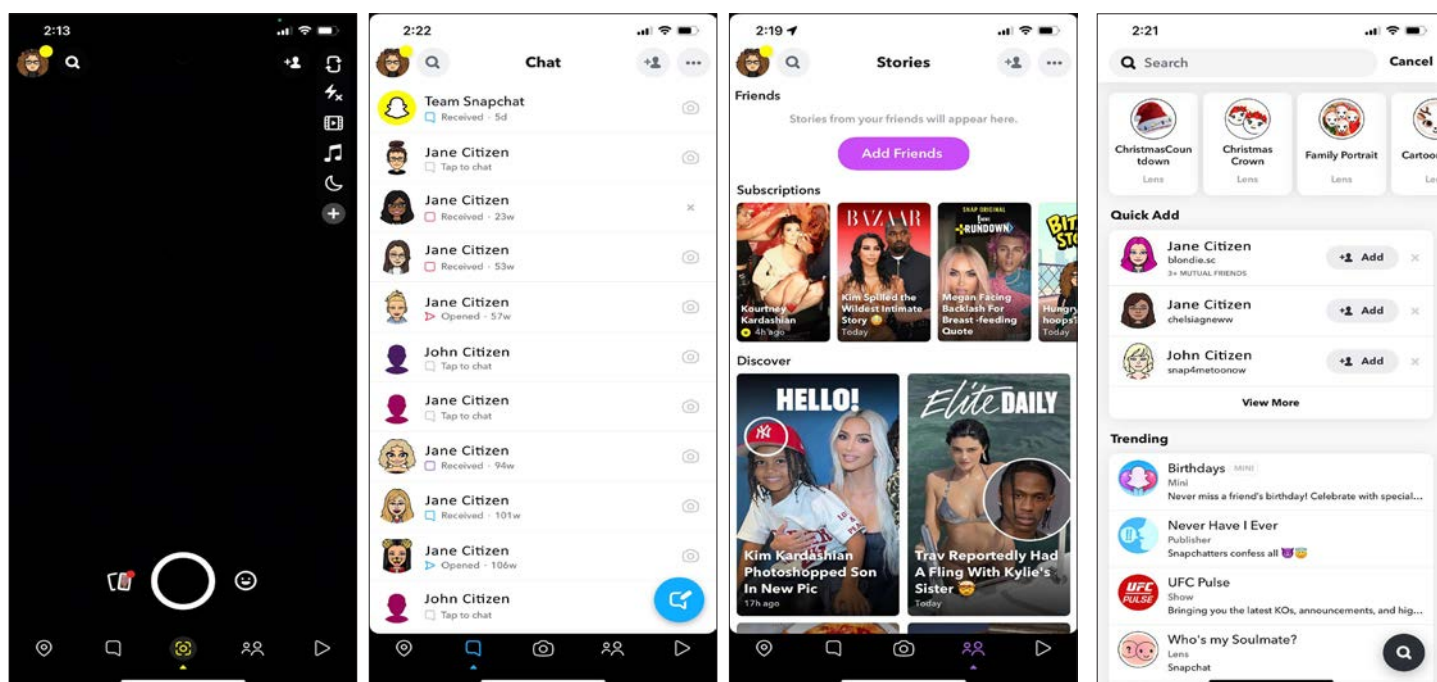 2:13
2:22
Chat
Team Snapchat
Received · 5d
Jane Citizen
Tap to chat
Jane Citizen
Received · 23w
Jane Citizen
Received · 53w
Jane Citizen
Opened · 57w
John Citizen
Tap to chat
Jane Citizen
Tap to chat
Jane Citizen
Received · 94w
Jane Citizen
Received · 101w
Jane Citizen
Opened · 106w
John Citizen
Tap to chat
2:19
Stories
Friends
Stories from your friends will appear here.
Add Friends
Subscriptions
Kourtney
Kardashian
4h ago
BAZAAR
Kim Spilled the
Wildest Intimate
Story 😳
Today
SNAP ORIGINAL
RUNDOWN
Megan Facing
Backlash For
Breast-feeding
Quote
Hungry
hoops
Today
Discover
HELLO!
Kim Kardashian
Photoshopped Son
In New Pic
17h ago
Elite DAILY
Trav Reportedly Had
A Fling With Kylie's
Sister 🤯
Today
2:21
Search
Cancel
ChristmasCoun
tdown
Lens
Christmas
Crown
Lens
Family Portrait
Lens
Cartoo
Le
Quick Add
Jane Citizen
blondie.sc
3+ MUTUAL FRIENDS
+ Add
Jane Citizen
chelsiagneww
+ Add
John Citizen
snap4metoonow
+ Add
View More
Trending
Birthdays MINI
Mini
Never miss a friend's birthday! Celebrate with special...
Never Have I Ever
Publisher
Snapchatters confess all 😈😇
UFC
PULSE
UFC Pulse
Show
Bringing you the latest KOs, announcements, and hig...
Who's my Soulmate?
Lens
Snapchat